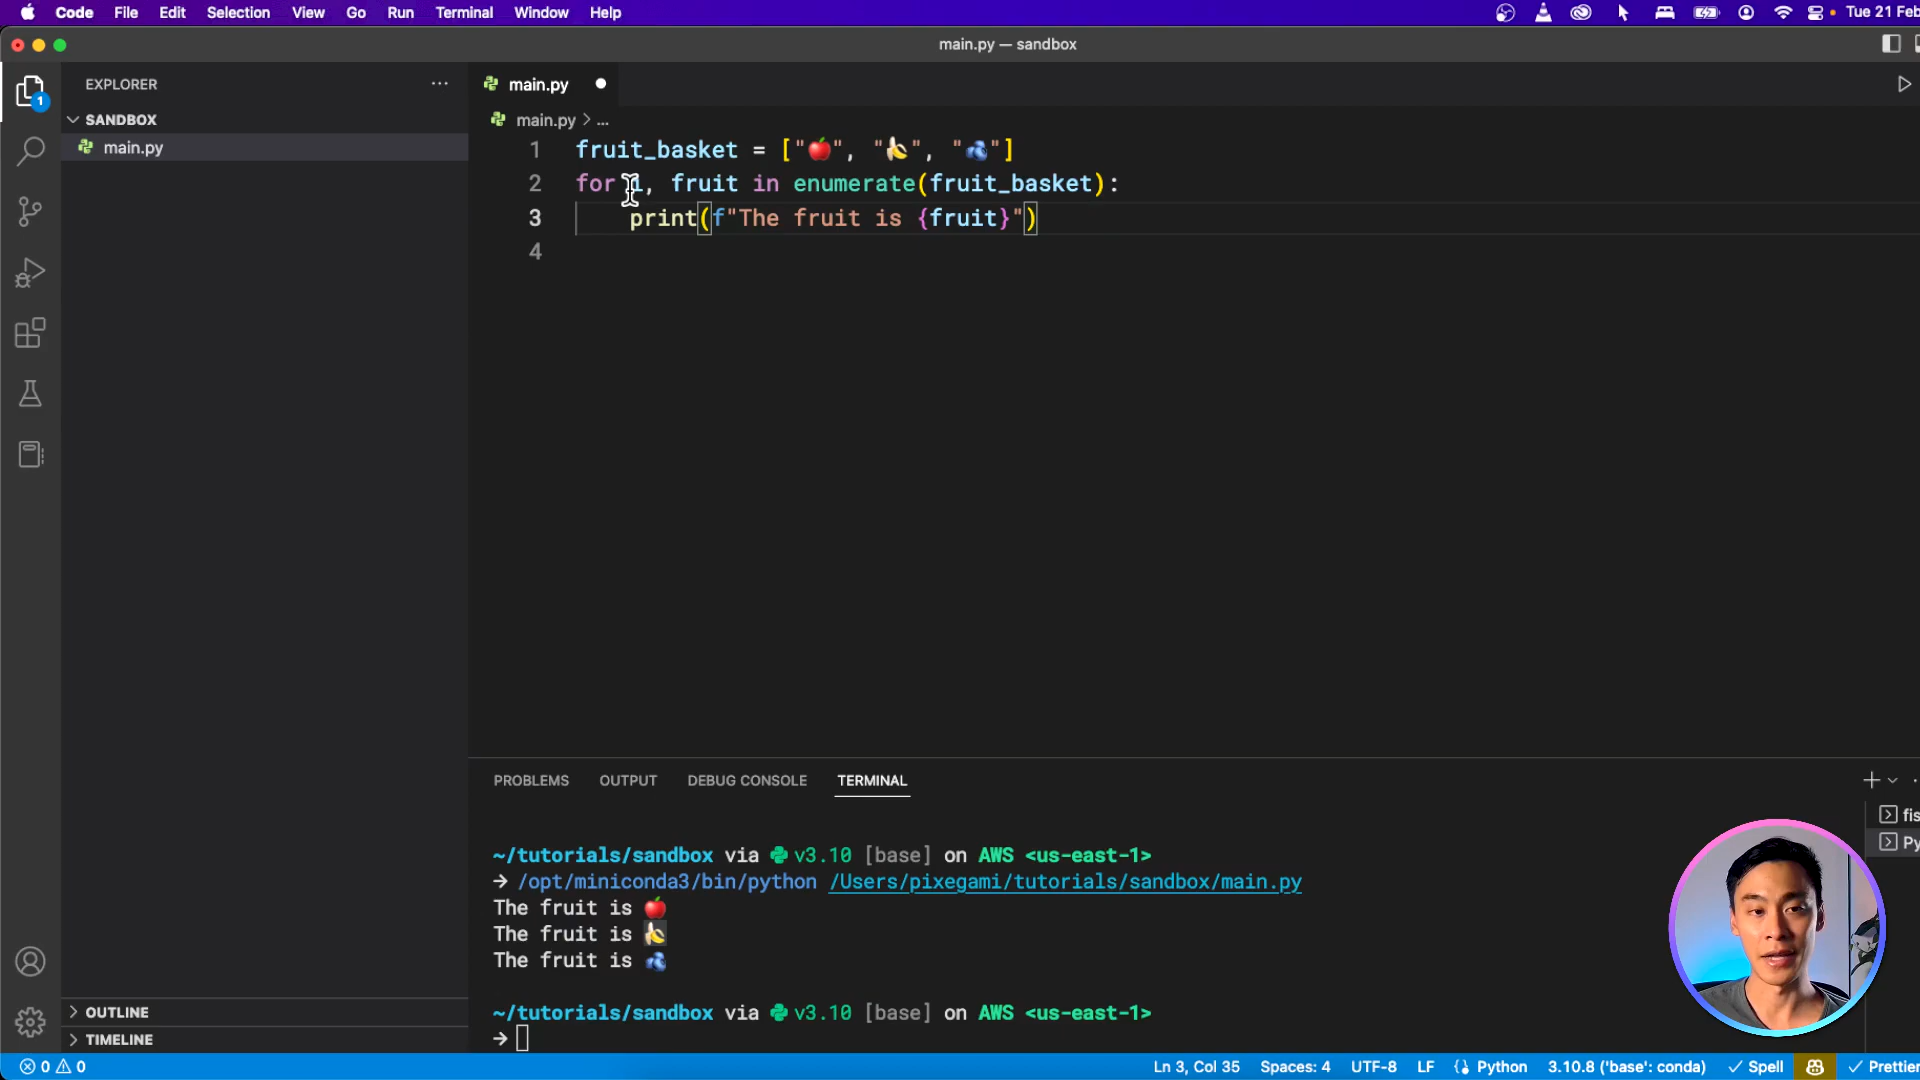 Code File Edit Selection View Go Run Terminal Window Help Tue 21 Feb
main.py — sandbox
EXPLORER
main.py
main.py > ...
SANDBOX
main.py
1 fruit_basket = ["🍎", "🍌", "🫐"]
2 for i, fruit in enumerate(fruit_basket):
3 print(f"The fruit is {fruit}")
4
PROBLEMS OUTPUT DEBUG CONSOLE TERMINAL
~/tutorials/sandbox via v3.10 [base] on AWS <us-east-1>
→ /opt/miniconda3/bin/python /Users/pixegami/tutorials/sandbox/main.py
The fruit is 🍎
The fruit is 🍌
The fruit is 🫐
~/tutorials/sandbox via v3.10 [base] on AWS <us-east-1>
→
fis
Py
OUTLINE
TIMELINE
0 0 Ln 3, Col 35 Spaces: 4 UTF-8 LF Python 3.10.8 ('base': conda) Spell Prettier
1